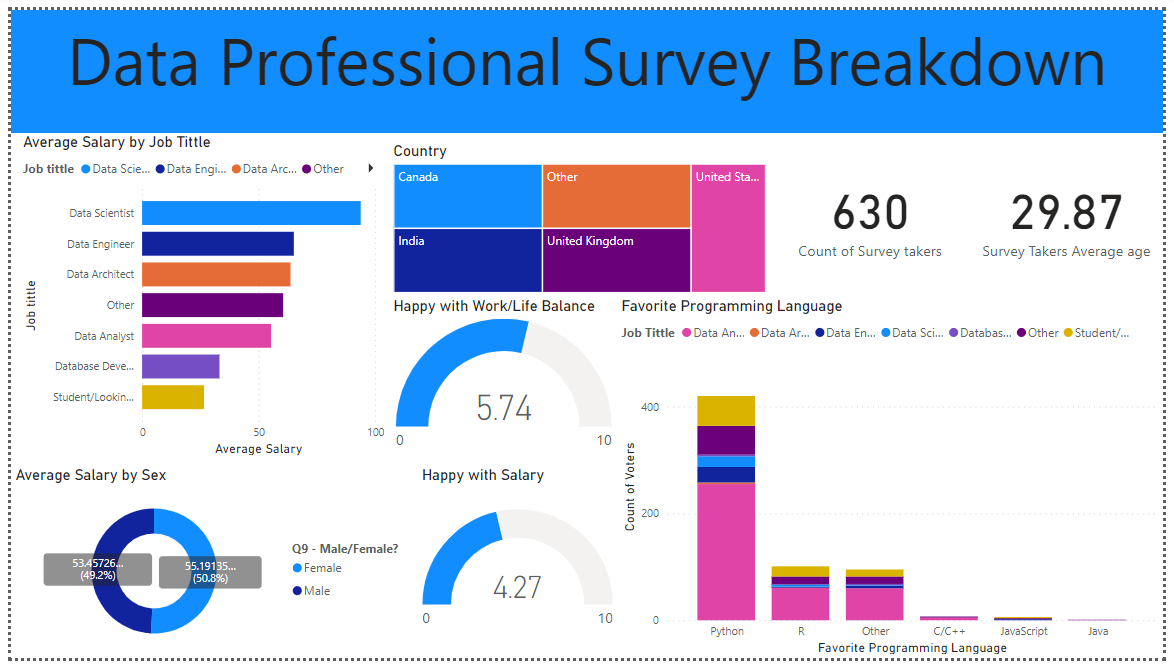 Data Professional Survey Breakdown
Average Salary by Job Tittle
Job tittle Data Scie... Data Engi... Data Arc... Other
Data Scientist
Data Engineer
Data Architect
Other
Data Analyst
Database Deve...
Student/Lookin...
Job tittle
0 50 100
Average Salary
Country
Canada
Other
United Sta...
India
United Kingdom
630
Count of Survey takers
29.87
Survey Takers Average age
Happy with Work/Life Balance
5.74
0 10
Favorite Programming Language
Job Tittle Data An... Data Ar... Data En... Data Sci... Databas... Other Student/...
400
200
0
Count of Voters
Python R Other C/C++ JavaScript Java
Favorite Programming Language
Average Salary by Sex
53.45726...
(49.2%)
55.19135...
(50.8%)
Q9 - Male/Female?
Female
Male
Happy with Salary
4.27
0 10